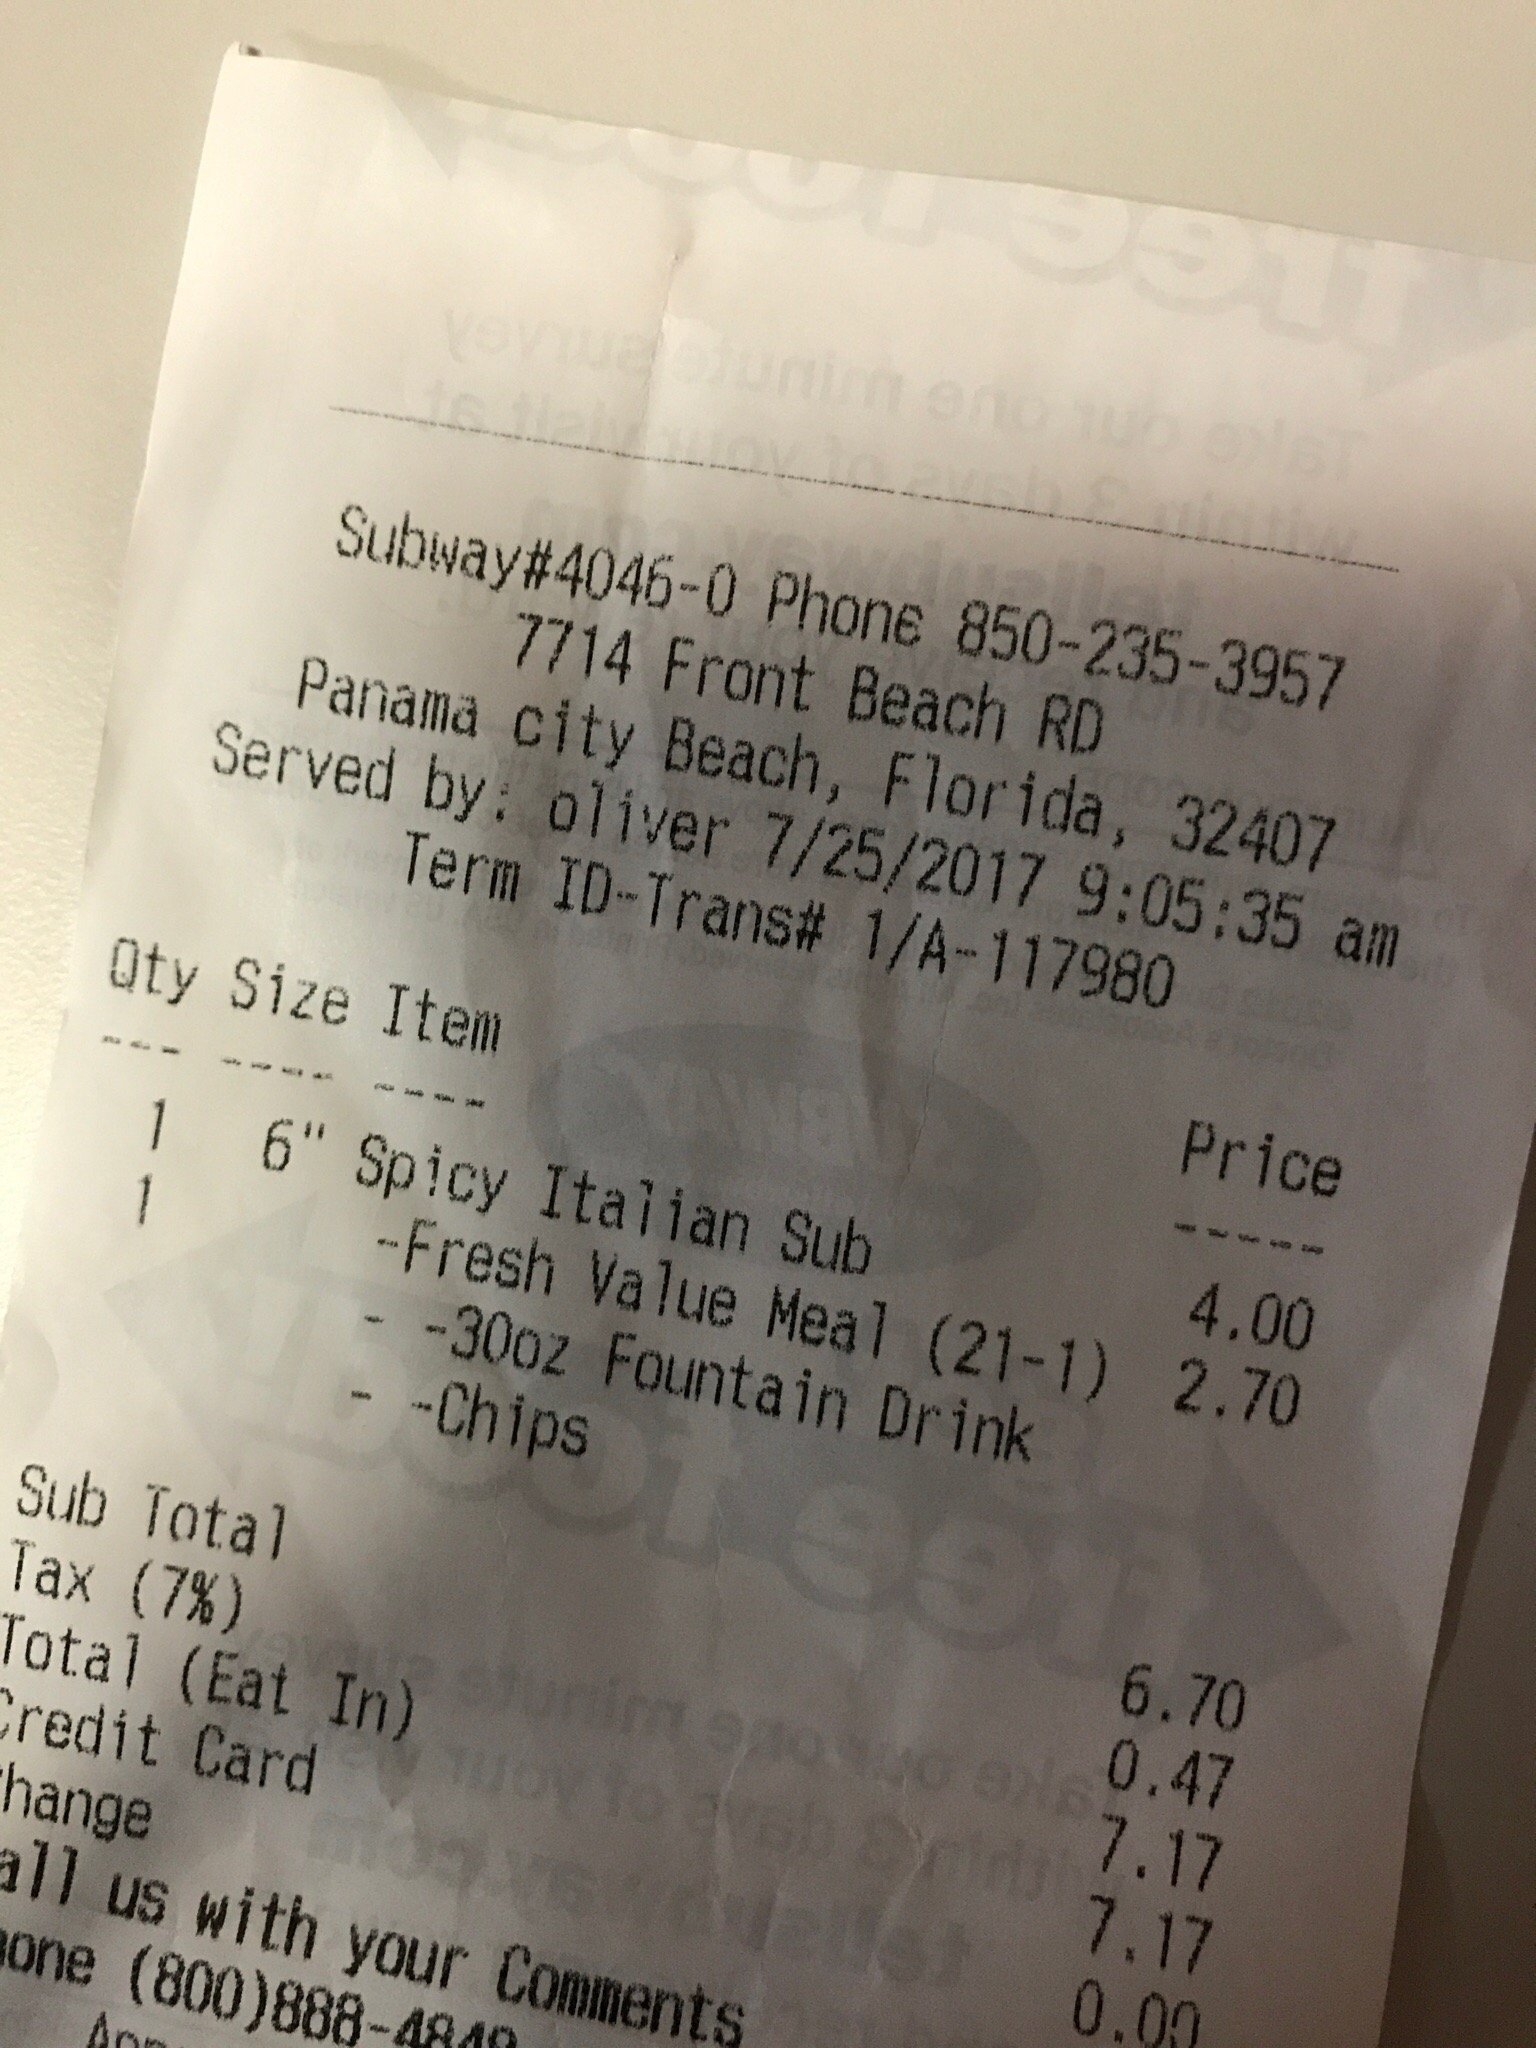 Subway#4046-0 Phone 850-235-3957
7714 Front Beach RD
Panama city Beach, Florida, 32407
Served by: oliver 7/25/2017 9:05:35 am
Term ID-Trans# 1/A-117980
Qty Size Item Price
--- ---- ---- -----
1 6" Spicy Italian Sub 4.00
1 -Fresh Value Meal (21-1) 2.70
- -30oz Fountain Drink
- -Chips
Sub Total 6.70
Tax (7%) 0.47
Total (Eat In) 7.17
Credit Card 7.17
hange 0.00
all us with your Comments
one (800)888-4848